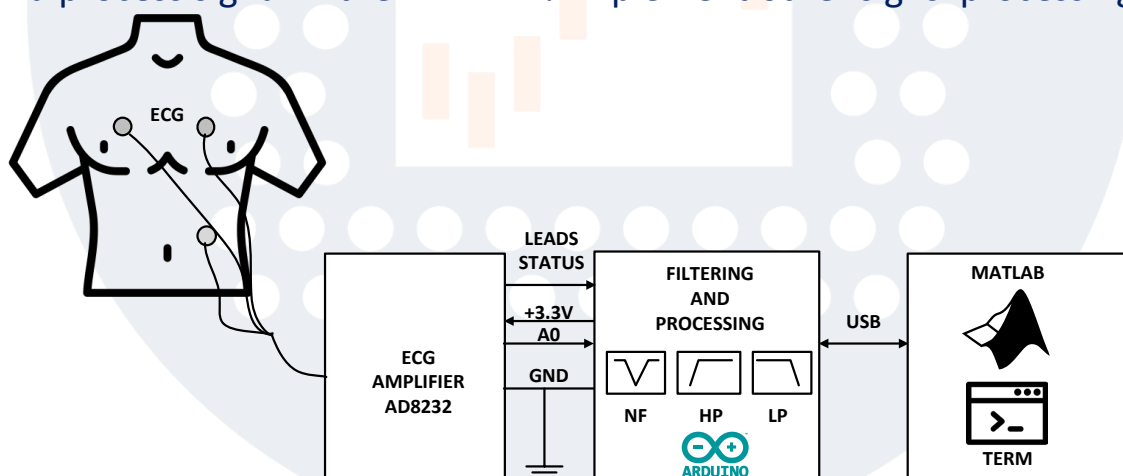 ECG
LEADS
STATUS
+3.3V
A0
GND
ECG
AMPLIFIER
AD8232
FILTERING
AND
PROCESSING
NF HP LP
ARDUINO
USB
MATLAB
>_
TERM